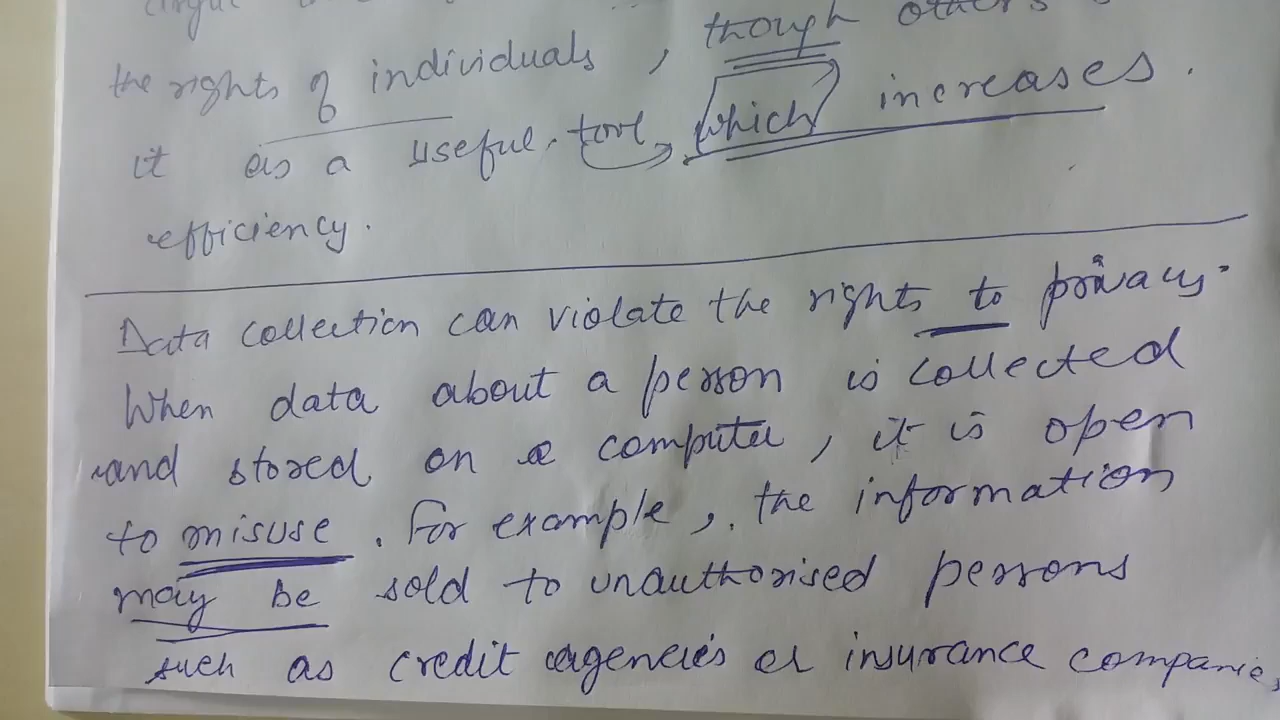 the rights of individuals, though others
it as a useful tool, which increases.
efficiency.
Data collection can violate the rights to privacy.
When data about a person is collected
and stored on a computer, it is open
to misuse. For example, the information
may be sold to unauthorised persons
such as credit agencies or insurance companies